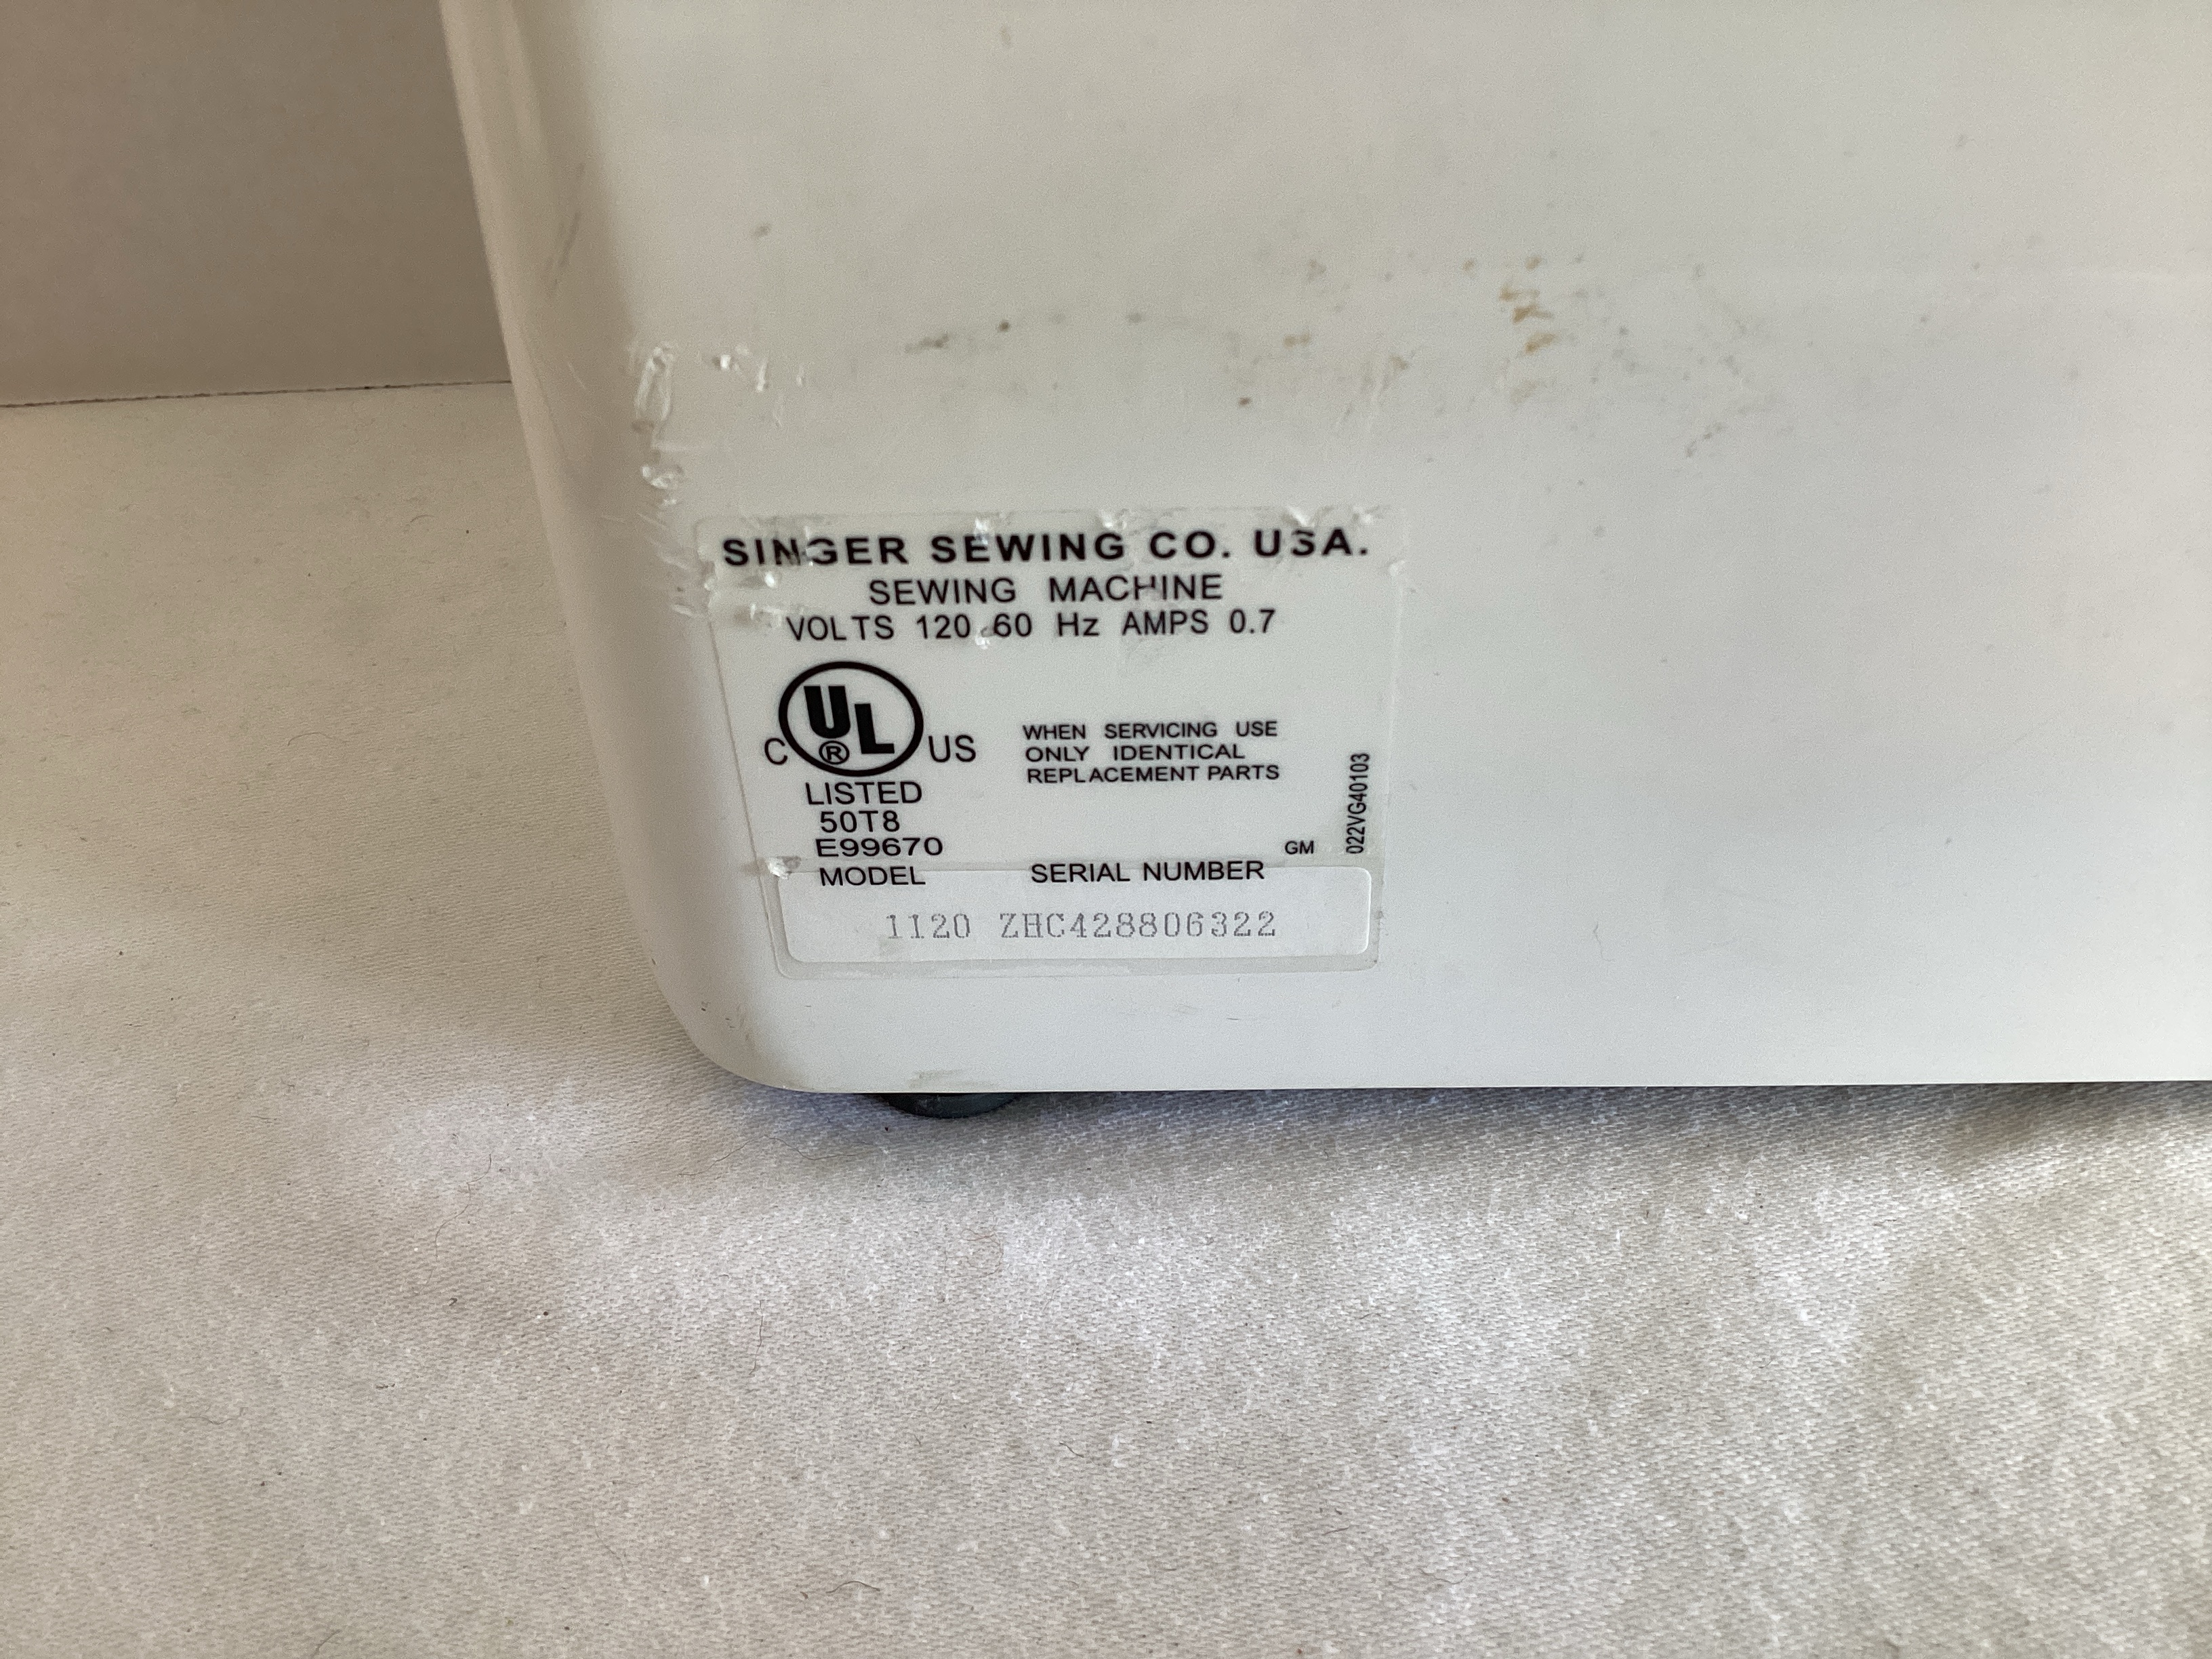 SINGER SEWING CO. USA.
SEWING MACHINE
VOLTS 120 60 Hz AMPS 0.7
C UL ® US
LISTED
50T8
E99670
WHEN SERVICING USE
ONLY IDENTICAL
REPLACEMENT PARTS
GM
022VG40103
MODEL SERIAL NUMBER
1120 ZHC428806322